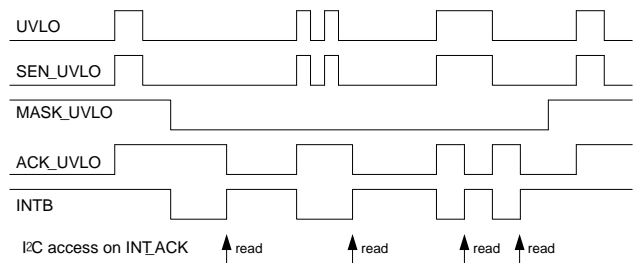 UVLO
SEN_UVLO
MASK_UVLO
ACK_UVLO
INTB
I2C access on INT_ACK read read read read